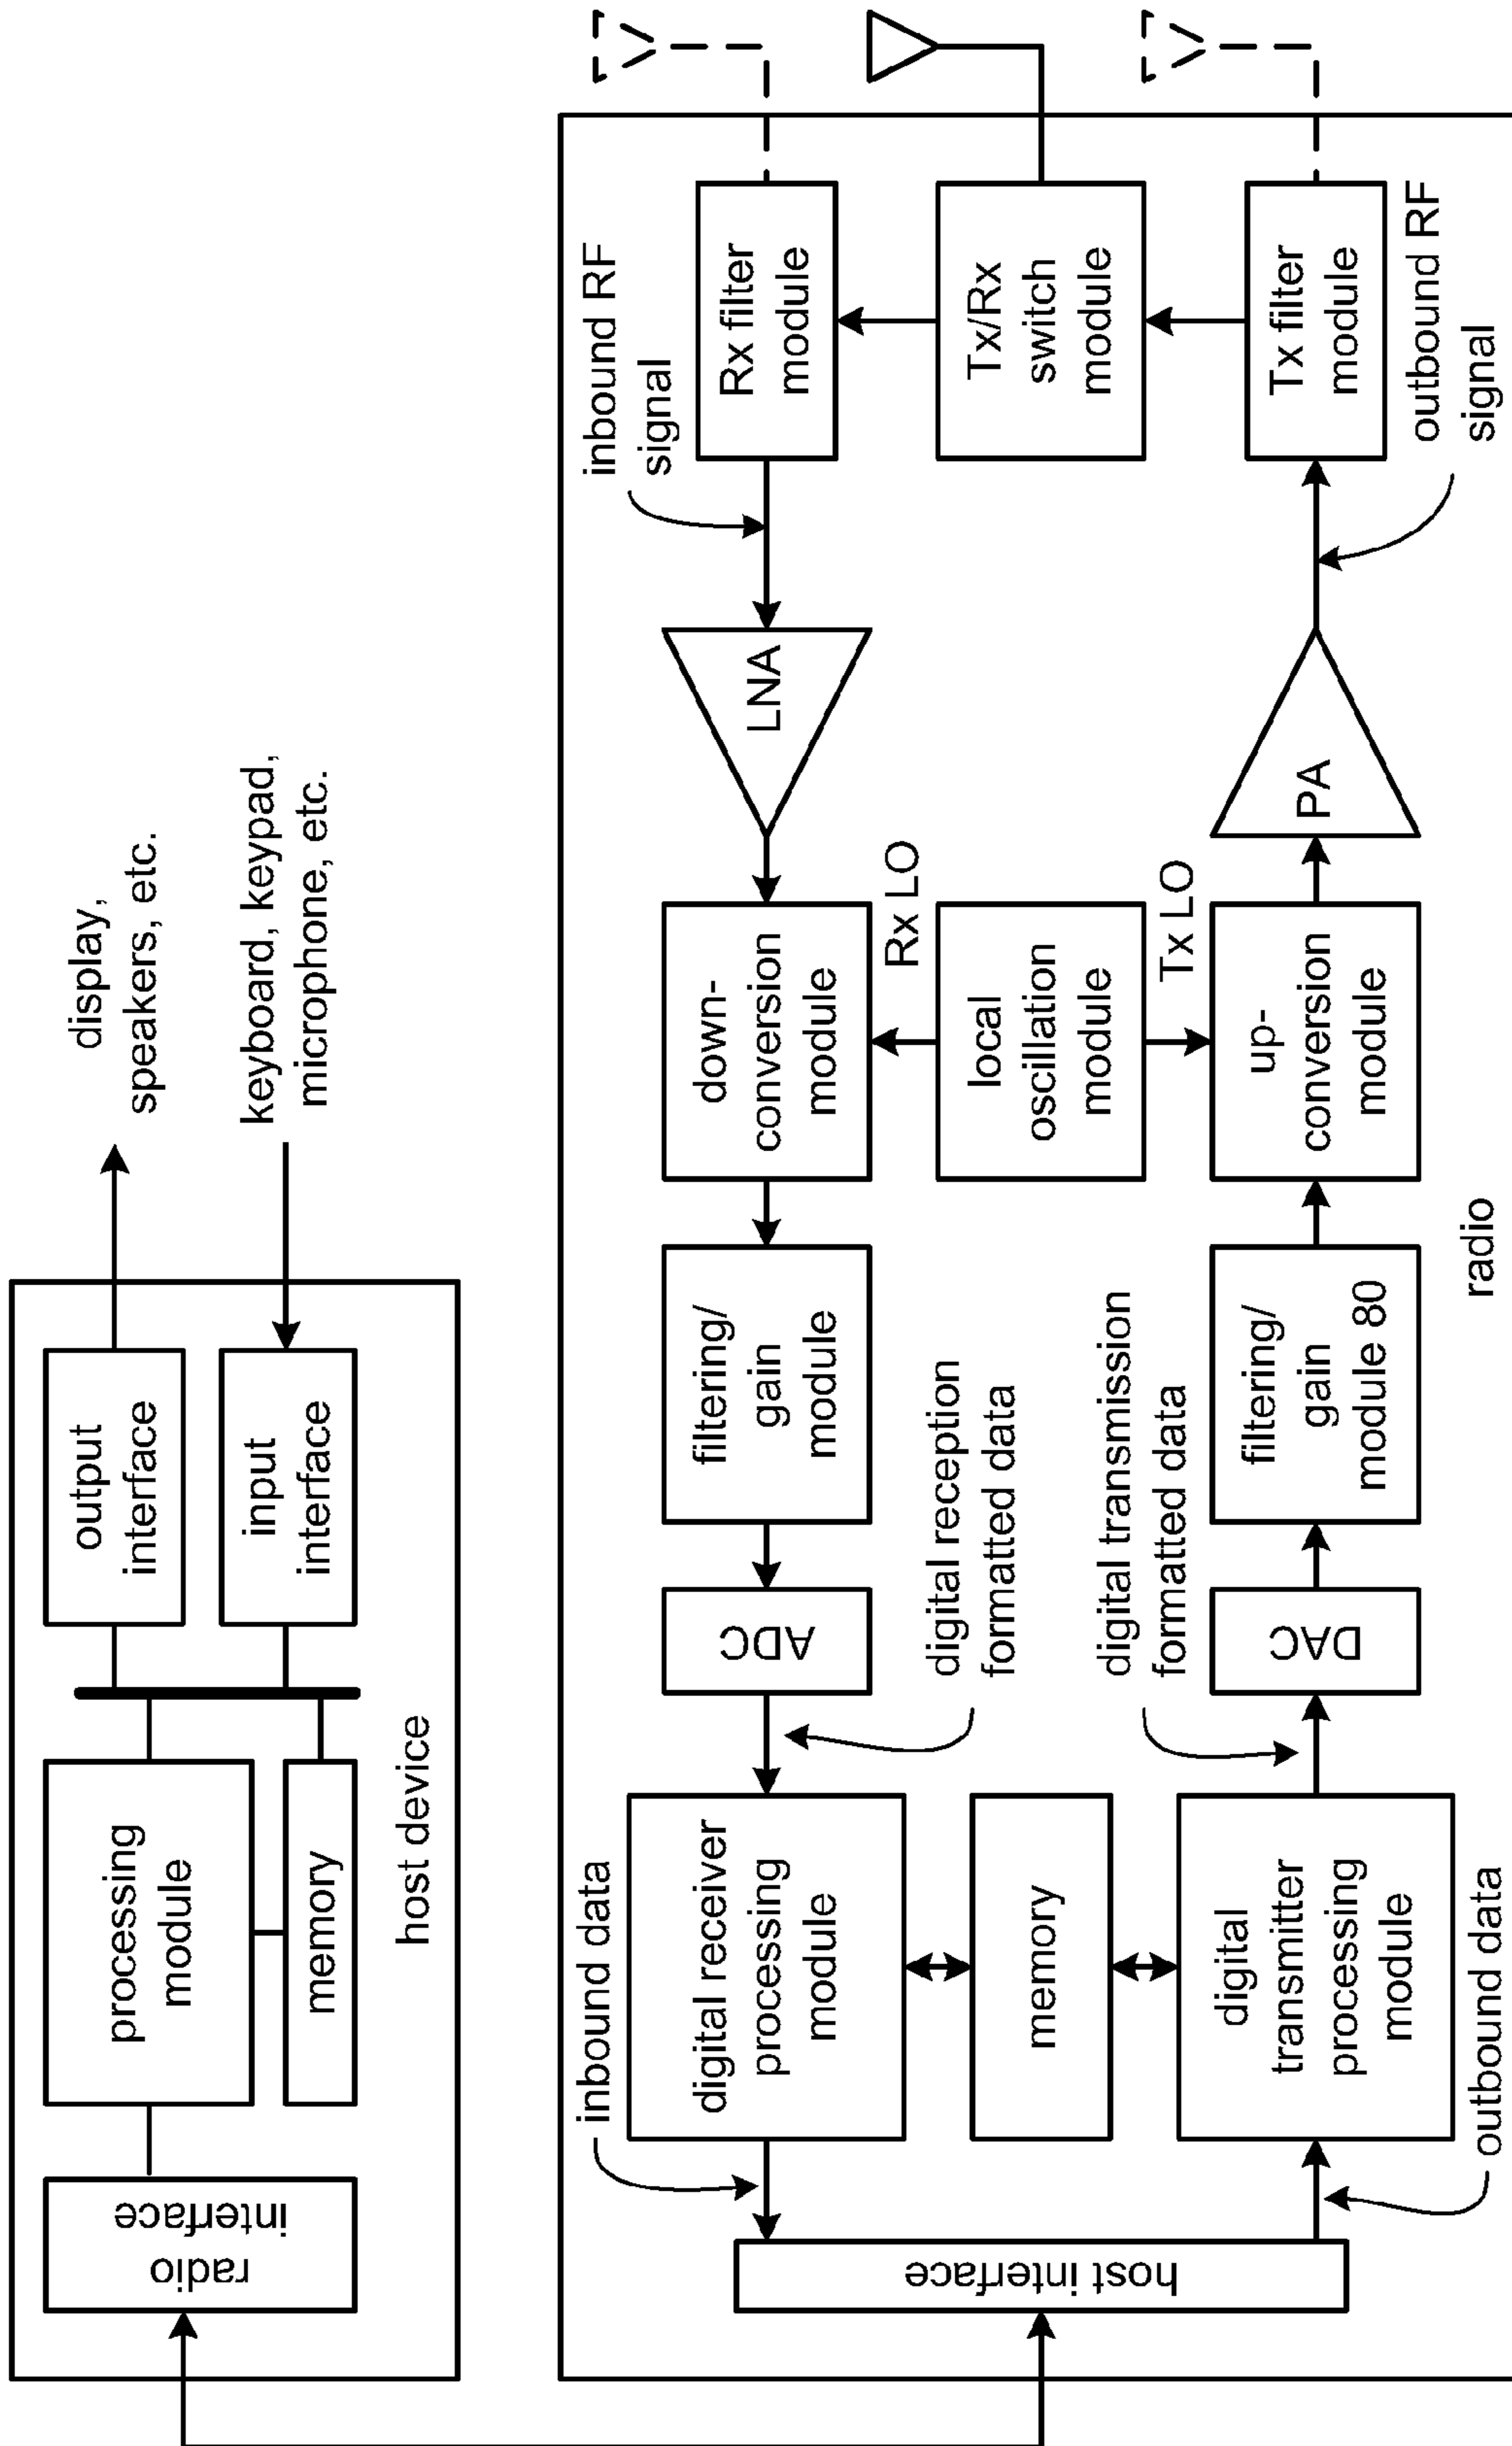 radio
interface
processing
module
memory
output
interface
input
interface
host device
display,
speakers, etc.
keyboard, keypad,
microphone, etc.
host interface
inbound data
digital receiver
processing
module
memory
digital
transmitter
processing
module
outbound data
digital reception
formatted data
digital transmission
formatted data
ADC
DAC
filtering/
gain
module
filtering/
gain
module 80
radio
down-
conversion
module
Rx LO
local
oscillation
module
Tx LO
up-
conversion
module
LNA
PA
inbound RF
signal
Rx filter
module
Tx/Rx
switch
module
Tx filter
module
outbound RF
signal